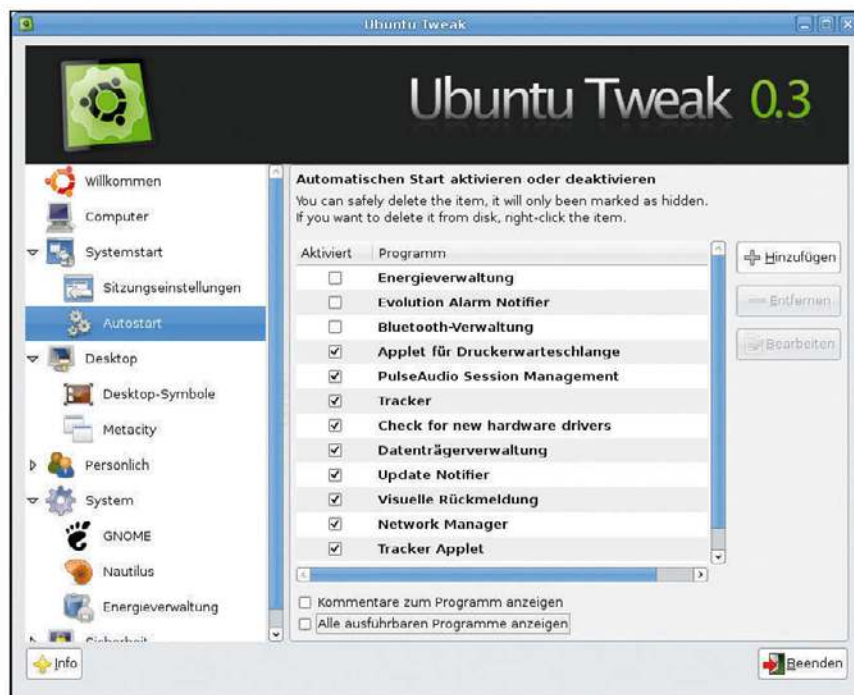 Ubuntu Tweak
Ubuntu Tweak 0.3
Willkommen
Computer
Systemstart
Sitzungseinstellungen
Autostart
Desktop
Desktop-Symbole
Metacity
Persönlich
System
GNOME
Nautilus
Energieverwaltung
Automatischen Start aktivieren oder deaktivieren
You can safely delete the item, it will only been marked as hidden.
If you want to delete it from disk, right-click the item.
Aktiviert Programm
Energieverwaltung
Evolution Alarm Notifier
Bluetooth-Verwaltung
Applet für Druckerwarteschlange
PulseAudio Session Management
Tracker
Check for new hardware drivers
Datenträgerverwaltung
Update Notifier
Visuelle Rückmeldung
Network Manager
Tracker Applet
Hinzufügen
Entfernen
Bearbeiten
Kommentare zum Programm anzeigen
Alle ausführbaren Programme anzeigen
Info
Beenden